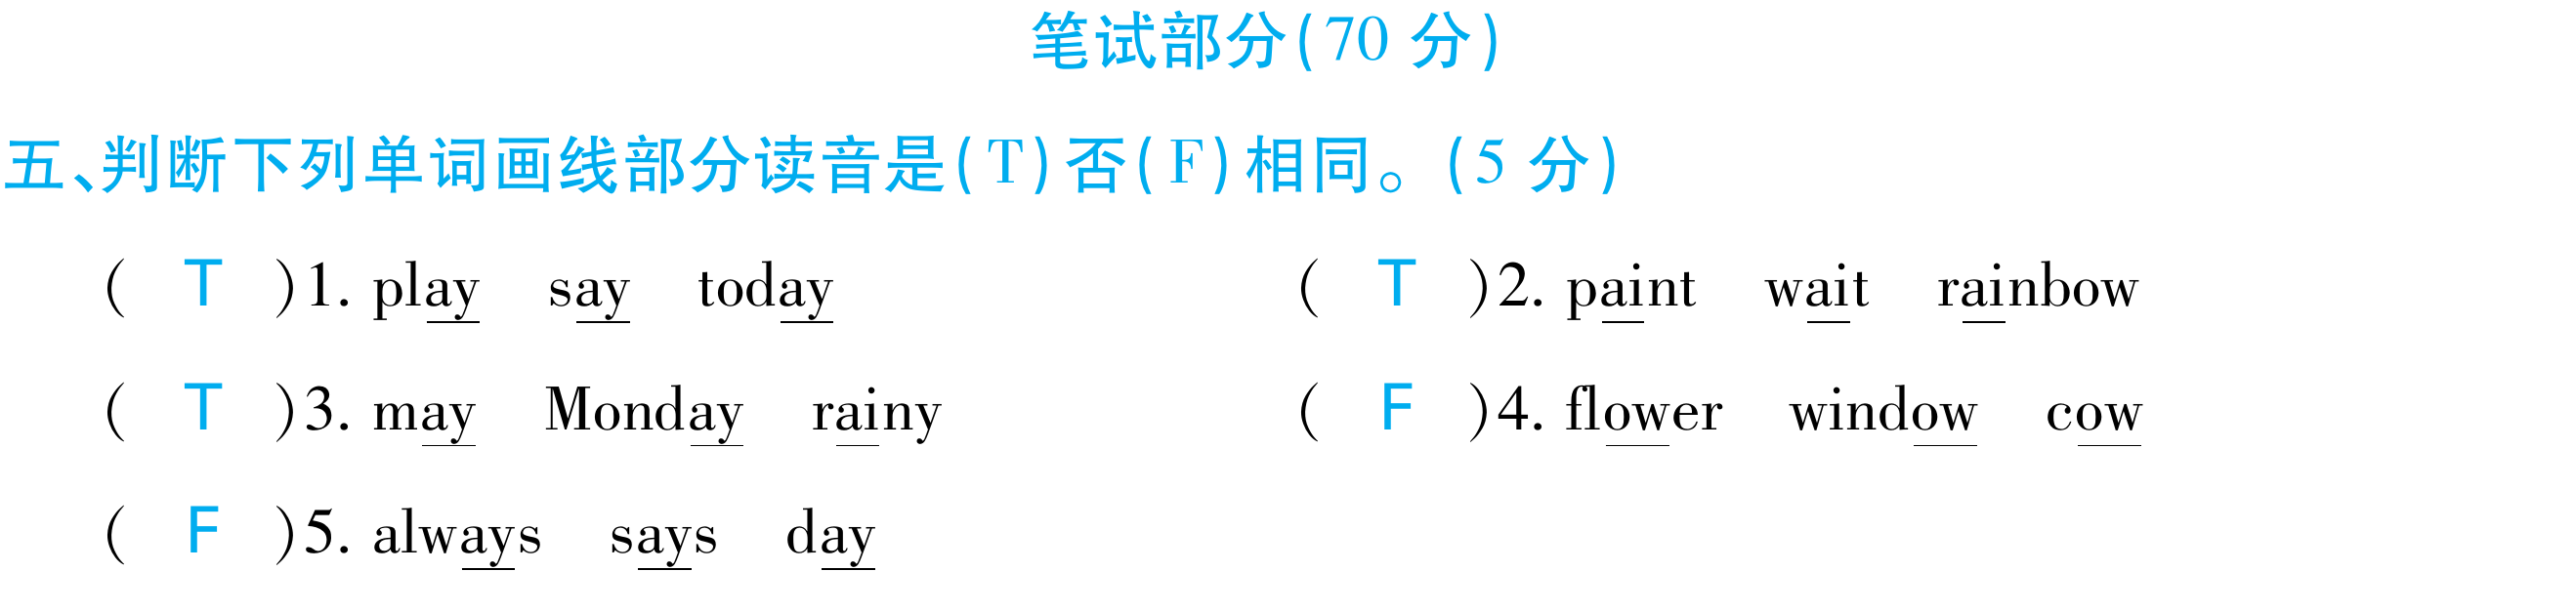 笔试部分(70 分)
五、判断下列单词画线部分读音是(T)否(F)相同。(5 分)
( T )1. play say today ( T )2. paint wait rainbow
( T )3. may Monday rainy ( F )4. flower window cow
( F )5. always says day